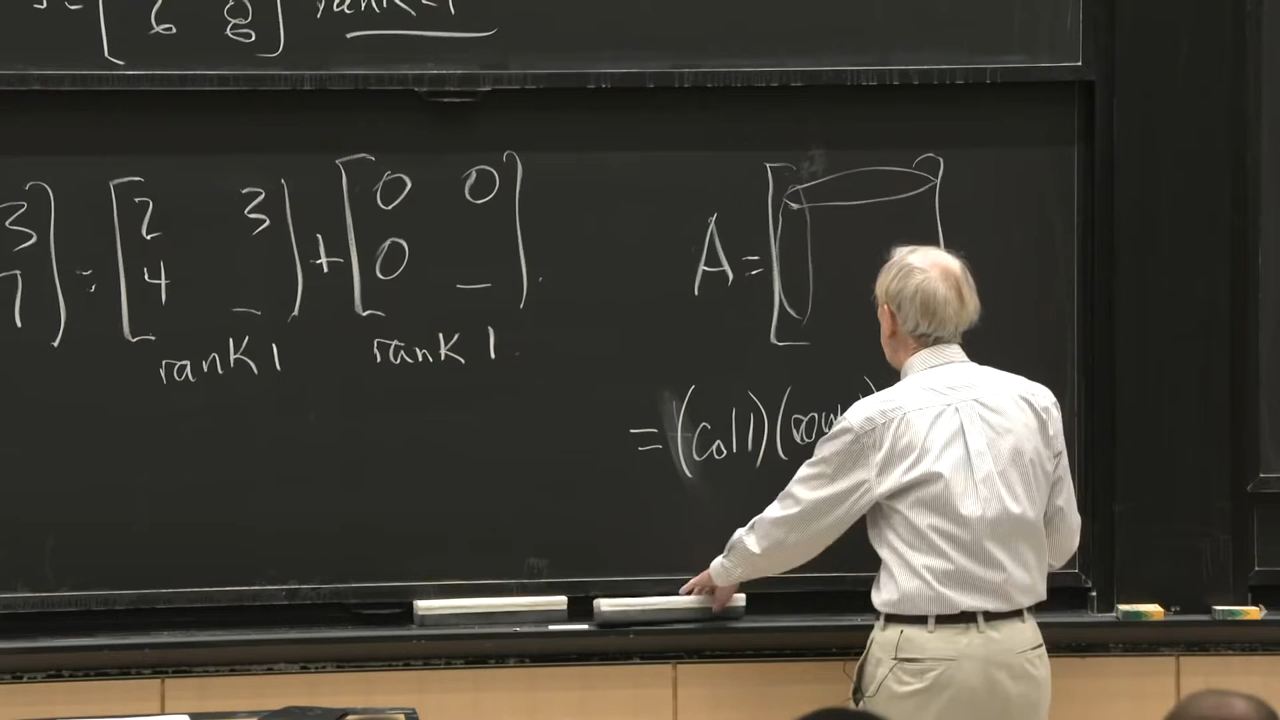 6 8 rank 1
3 2 3 0 0
7 = 4 _ + 0 _ . A =
rank 1 rank 1 .
= (col 1) (row